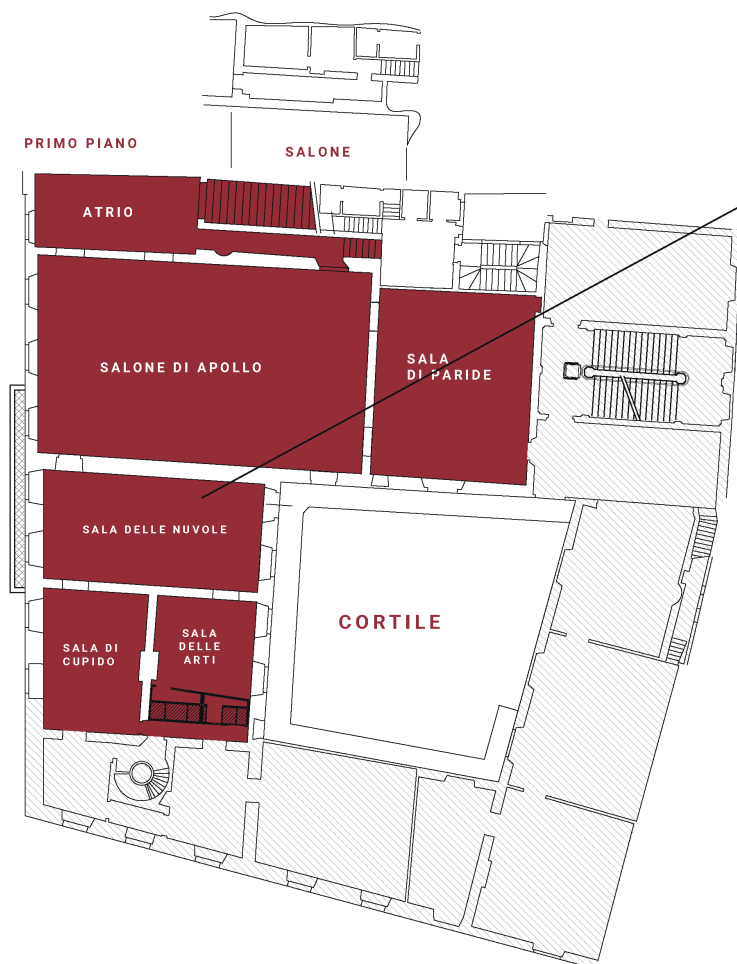 PRIMO PIANO
SALONE
ATRIO
SALONE DI APOLLO
SALA
DI PARIDE
SALA DELLE NUVOLE
SALA DI
CUPIDO
SALA
DELLE
ARTI
CORTILE